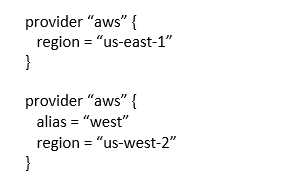 provider “aws” {
region = “us-east-1”
}
provider “aws” {
alias = “west”
region = “us-west-2”
}